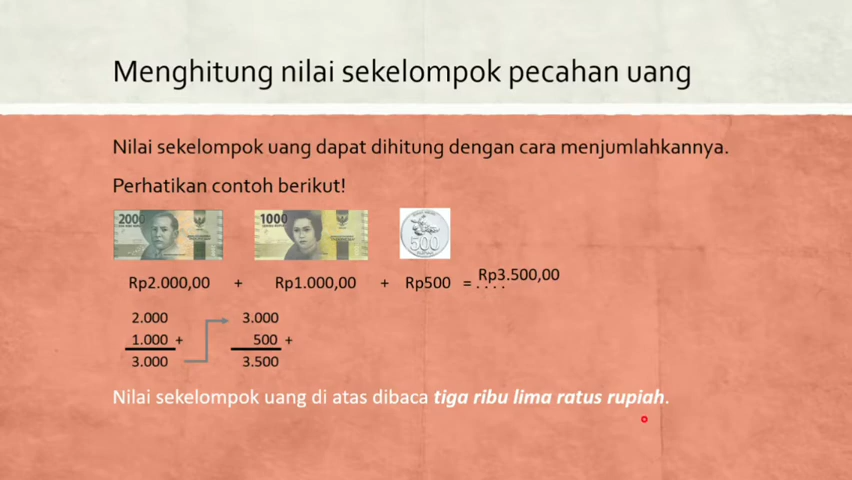 Menghitung nilai sekelompok pecahan uang
Nilai sekelompok uang dapat dihitung dengan cara menjumlahkannya.
Perhatikan contoh berikut!
2000 1000 500
Rp2.000,00 + Rp1.000,00 + Rp500 = . . . . Rp3.500,00
2.000 3.000
1.000 + 500 +
3.000 3.500
Nilai sekelompok uang di atas dibaca tiga ribu lima ratus rupiah.